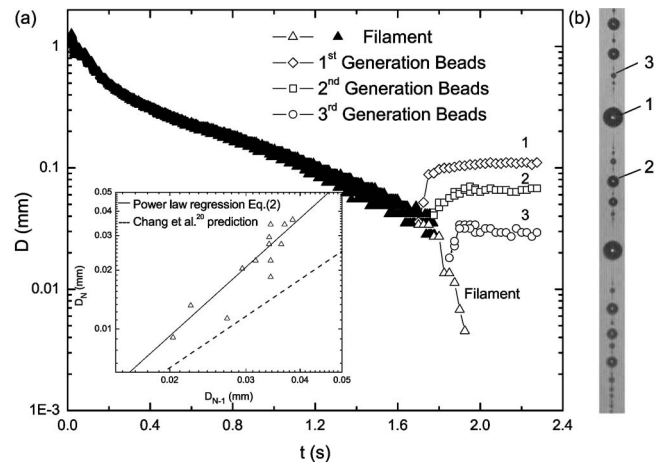 (a)
(b)
Filament
1st Generation Beads
2nd Generation Beads
3rd Generation Beads
1
0.1
0.01
1E-3
D (mm)
1
2
3
Filament
0.05
0.04
0.03
0.02
0.01
D_N (mm)
Power law regression Eq.(2)
Chang et al.20 prediction
0.02
0.03
0.04
0.05
D_N-1 (mm)
0.0
0.4
0.8
1.2
1.6
2.0
2.4
t (s)
3
1
2